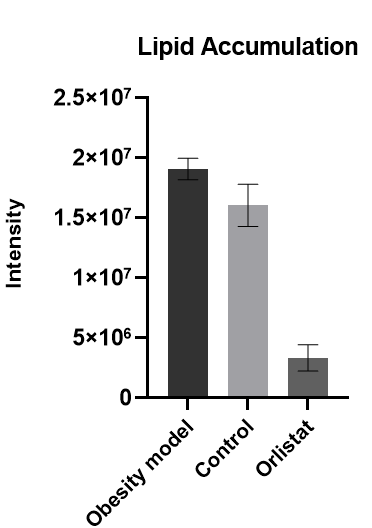 Lipid Accumulation
2.5×10⁷
2×10⁷
1.5×10⁷
1×10⁷
5×10⁶
0
Intensity
Obesity model
Control
Orlistat